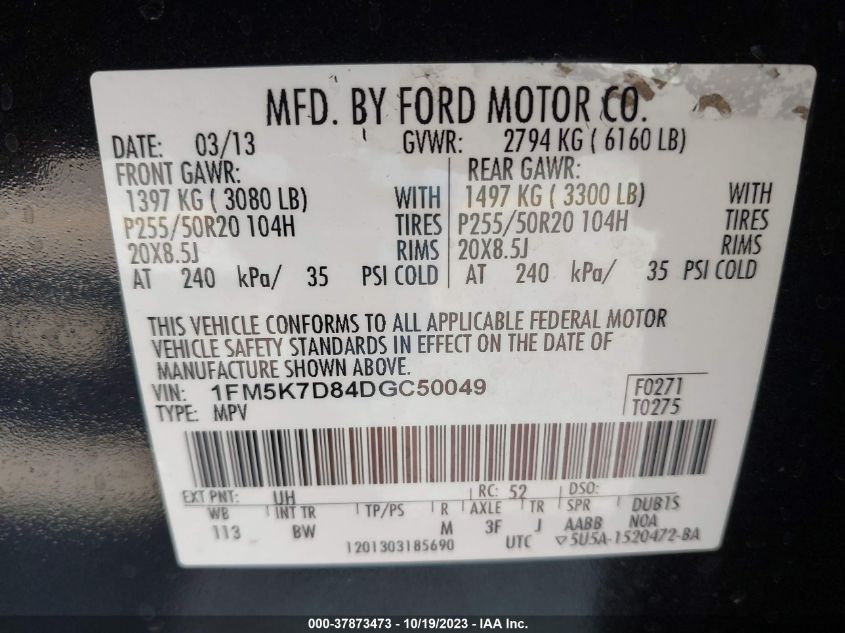 MFD. BY FORD MOTOR CO.
DATE: 03/13 GVWR: 2794 KG ( 6160 LB)
FRONT GAWR: REAR GAWR:
1397 KG ( 3080 LB) WITH 1497 KG ( 3300 LB) WITH
P255/50R20 104H TIRES P255/50R20 104H TIRES
20X8.5J RIMS 20X8.5J RIMS
AT 240 kPa/ 35 PSI COLD AT 240 kPa/ 35 PSI COLD
THIS VEHICLE CONFORMS TO ALL APPLICABLE FEDERAL MOTOR
VEHICLE SAFETY STANDARDS IN EFFECT ON THE DATE OF
MANUFACTURE SHOWN ABOVE.
VIN: 1FM5K7D84DGC50049 F0271
TYPE: MPV T0275
EXT PNT: UH RC: 52 DSO:
WB INT TR TP/PS R AXLE TR SPR DUB1S
113 BW M 3F J AABB NOA
1201303185690 UTC ▽5U5A-1520472-BA
000-37873473 - 10/19/2023 - IAA Inc.